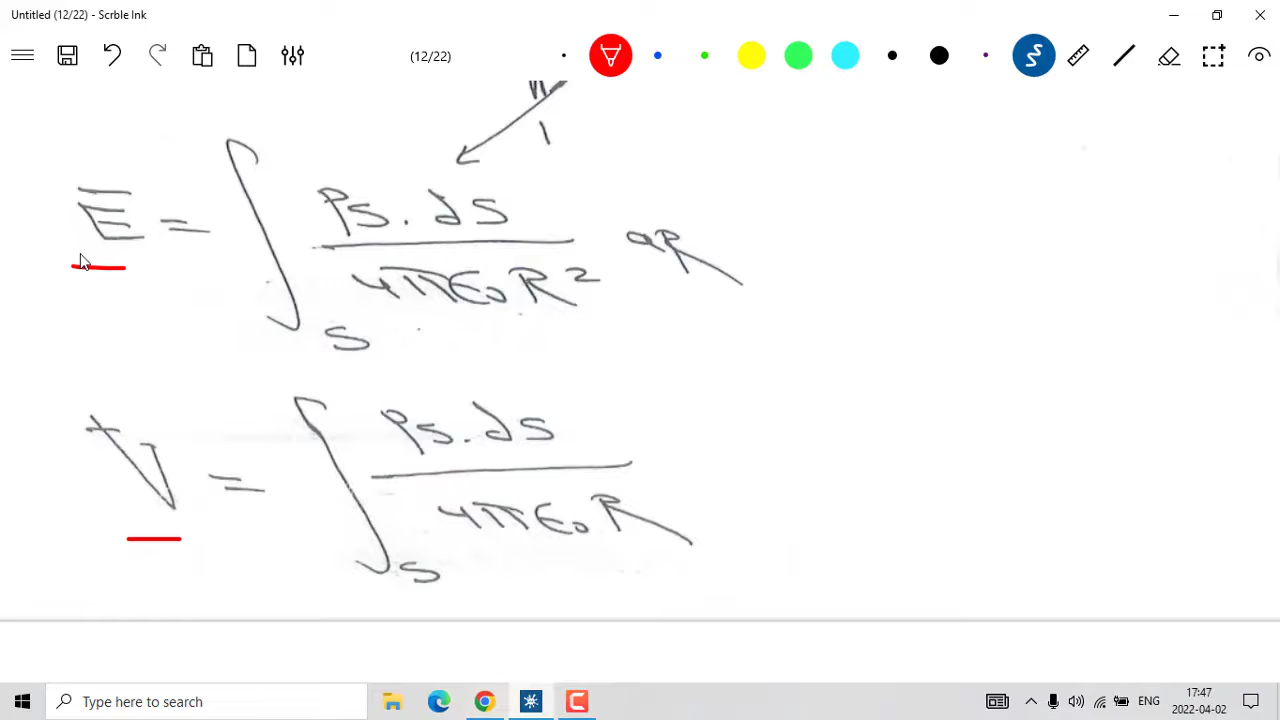 Untitled (12/22) - Scrble Ink
(12/22)
E̅ = ∫S ρs.ds / 4πϵ0R² aR
V = ∫S ρs.ds / 4πϵ0R
Type here to search
ENG
17:47
2022-04-02